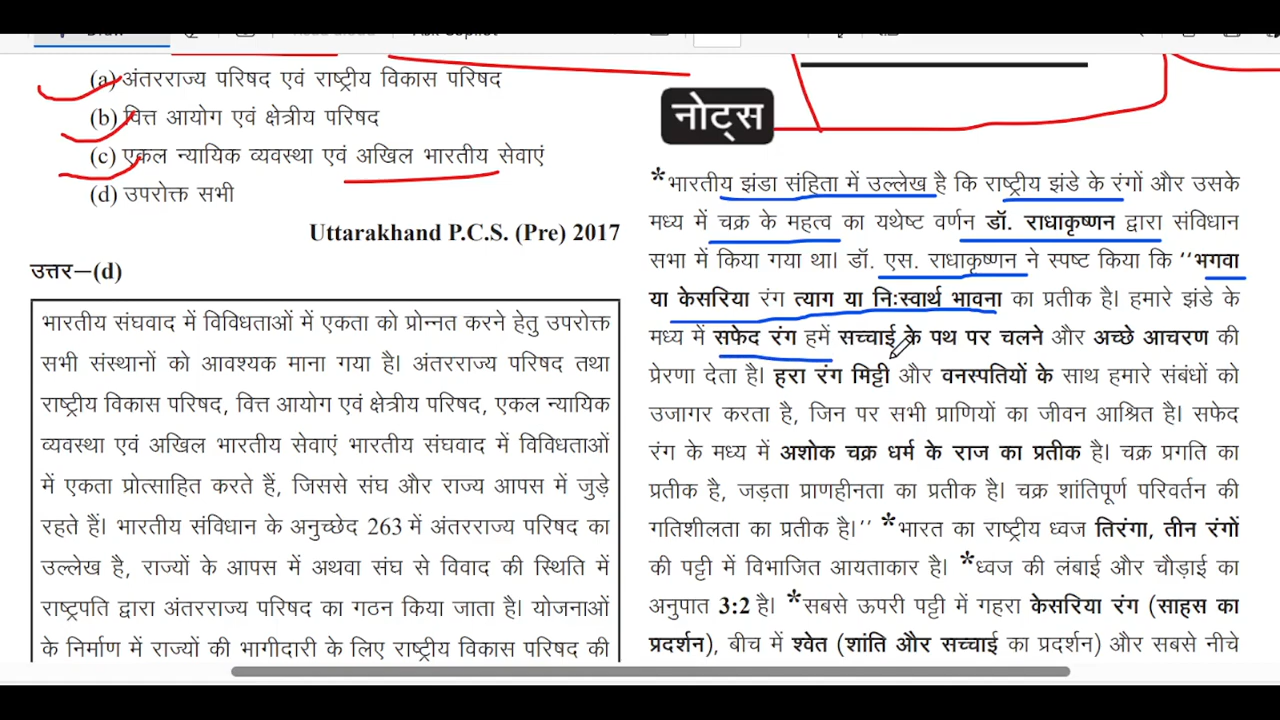 (a) अंतरराज्य परिषद एवं राष्ट्रीय विकास परिषद
(b) वित्त आयोग एवं क्षेत्रीय परिषद
(c) एकल न्यायिक व्यवस्था एवं अखिल भारतीय सेवाएं
(d) उपरोक्त सभी
Uttarakhand P.C.S. (Pre) 2017
उत्तर–(d)
भारतीय संघवाद में विविधताओं में एकता को प्रोन्नत करने हेतु उपरोक्त
सभी संस्थानों को आवश्यक माना गया है। अंतरराज्य परिषद तथा
राष्ट्रीय विकास परिषद, वित्त आयोग एवं क्षेत्रीय परिषद, एकल न्यायिक
व्यवस्था एवं अखिल भारतीय सेवाएं भारतीय संघवाद में विविधताओं
में एकता प्रोत्साहित करते हैं, जिससे संघ और राज्य आपस में जुड़े
रहते हैं। भारतीय संविधान के अनुच्छेद 263 में अंतरराज्य परिषद का
उल्लेख है, राज्यों के आपस में अथवा संघ से विवाद की स्थिति में
राष्ट्रपति द्वारा अंतरराज्य परिषद का गठन किया जाता है। योजनाओं
के निर्माण में राज्यों की भागीदारी के लिए राष्ट्रीय विकास परिषद की
नोट्स
*भारतीय झंडा संहिता में उल्लेख है कि राष्ट्रीय झंडे के रंगों और उसके
मध्य में चक्र के महत्व का यथेष्ट वर्णन डॉ. राधाकृष्णन द्वारा संविधान
सभा में किया गया था। डॉ. एस. राधाकृष्णन ने स्पष्ट किया कि ‘‘भगवा
या केसरिया रंग त्याग या निःस्वार्थ भावना का प्रतीक है। हमारे झंडे के
मध्य में सफेद रंग हमें सच्चाई के पथ पर चलने और अच्छे आचरण की
प्रेरणा देता है। हरा रंग मिट्टी और वनस्पतियों के साथ हमारे संबंधों को
उजागर करता है, जिन पर सभी प्राणियों का जीवन आश्रित है। सफेद
रंग के मध्य में अशोक चक्र धर्म के राज का प्रतीक है। चक्र प्रगति का
प्रतीक है, जड़ता प्राणहीनता का प्रतीक है। चक्र शांतिपूर्ण परिवर्तन की
गतिशीलता का प्रतीक है।’’ *भारत का राष्ट्रीय ध्वज तिरंगा, तीन रंगों
की पट्टी में विभाजित आयताकार है। *ध्वज की लंबाई और चौड़ाई का
अनुपात 3:2 है। *सबसे ऊपरी पट्टी में गहरा केसरिया रंग (साहस का
प्रदर्शन), बीच में श्वेत (शांति और सच्चाई का प्रदर्शन) और सबसे नीचे